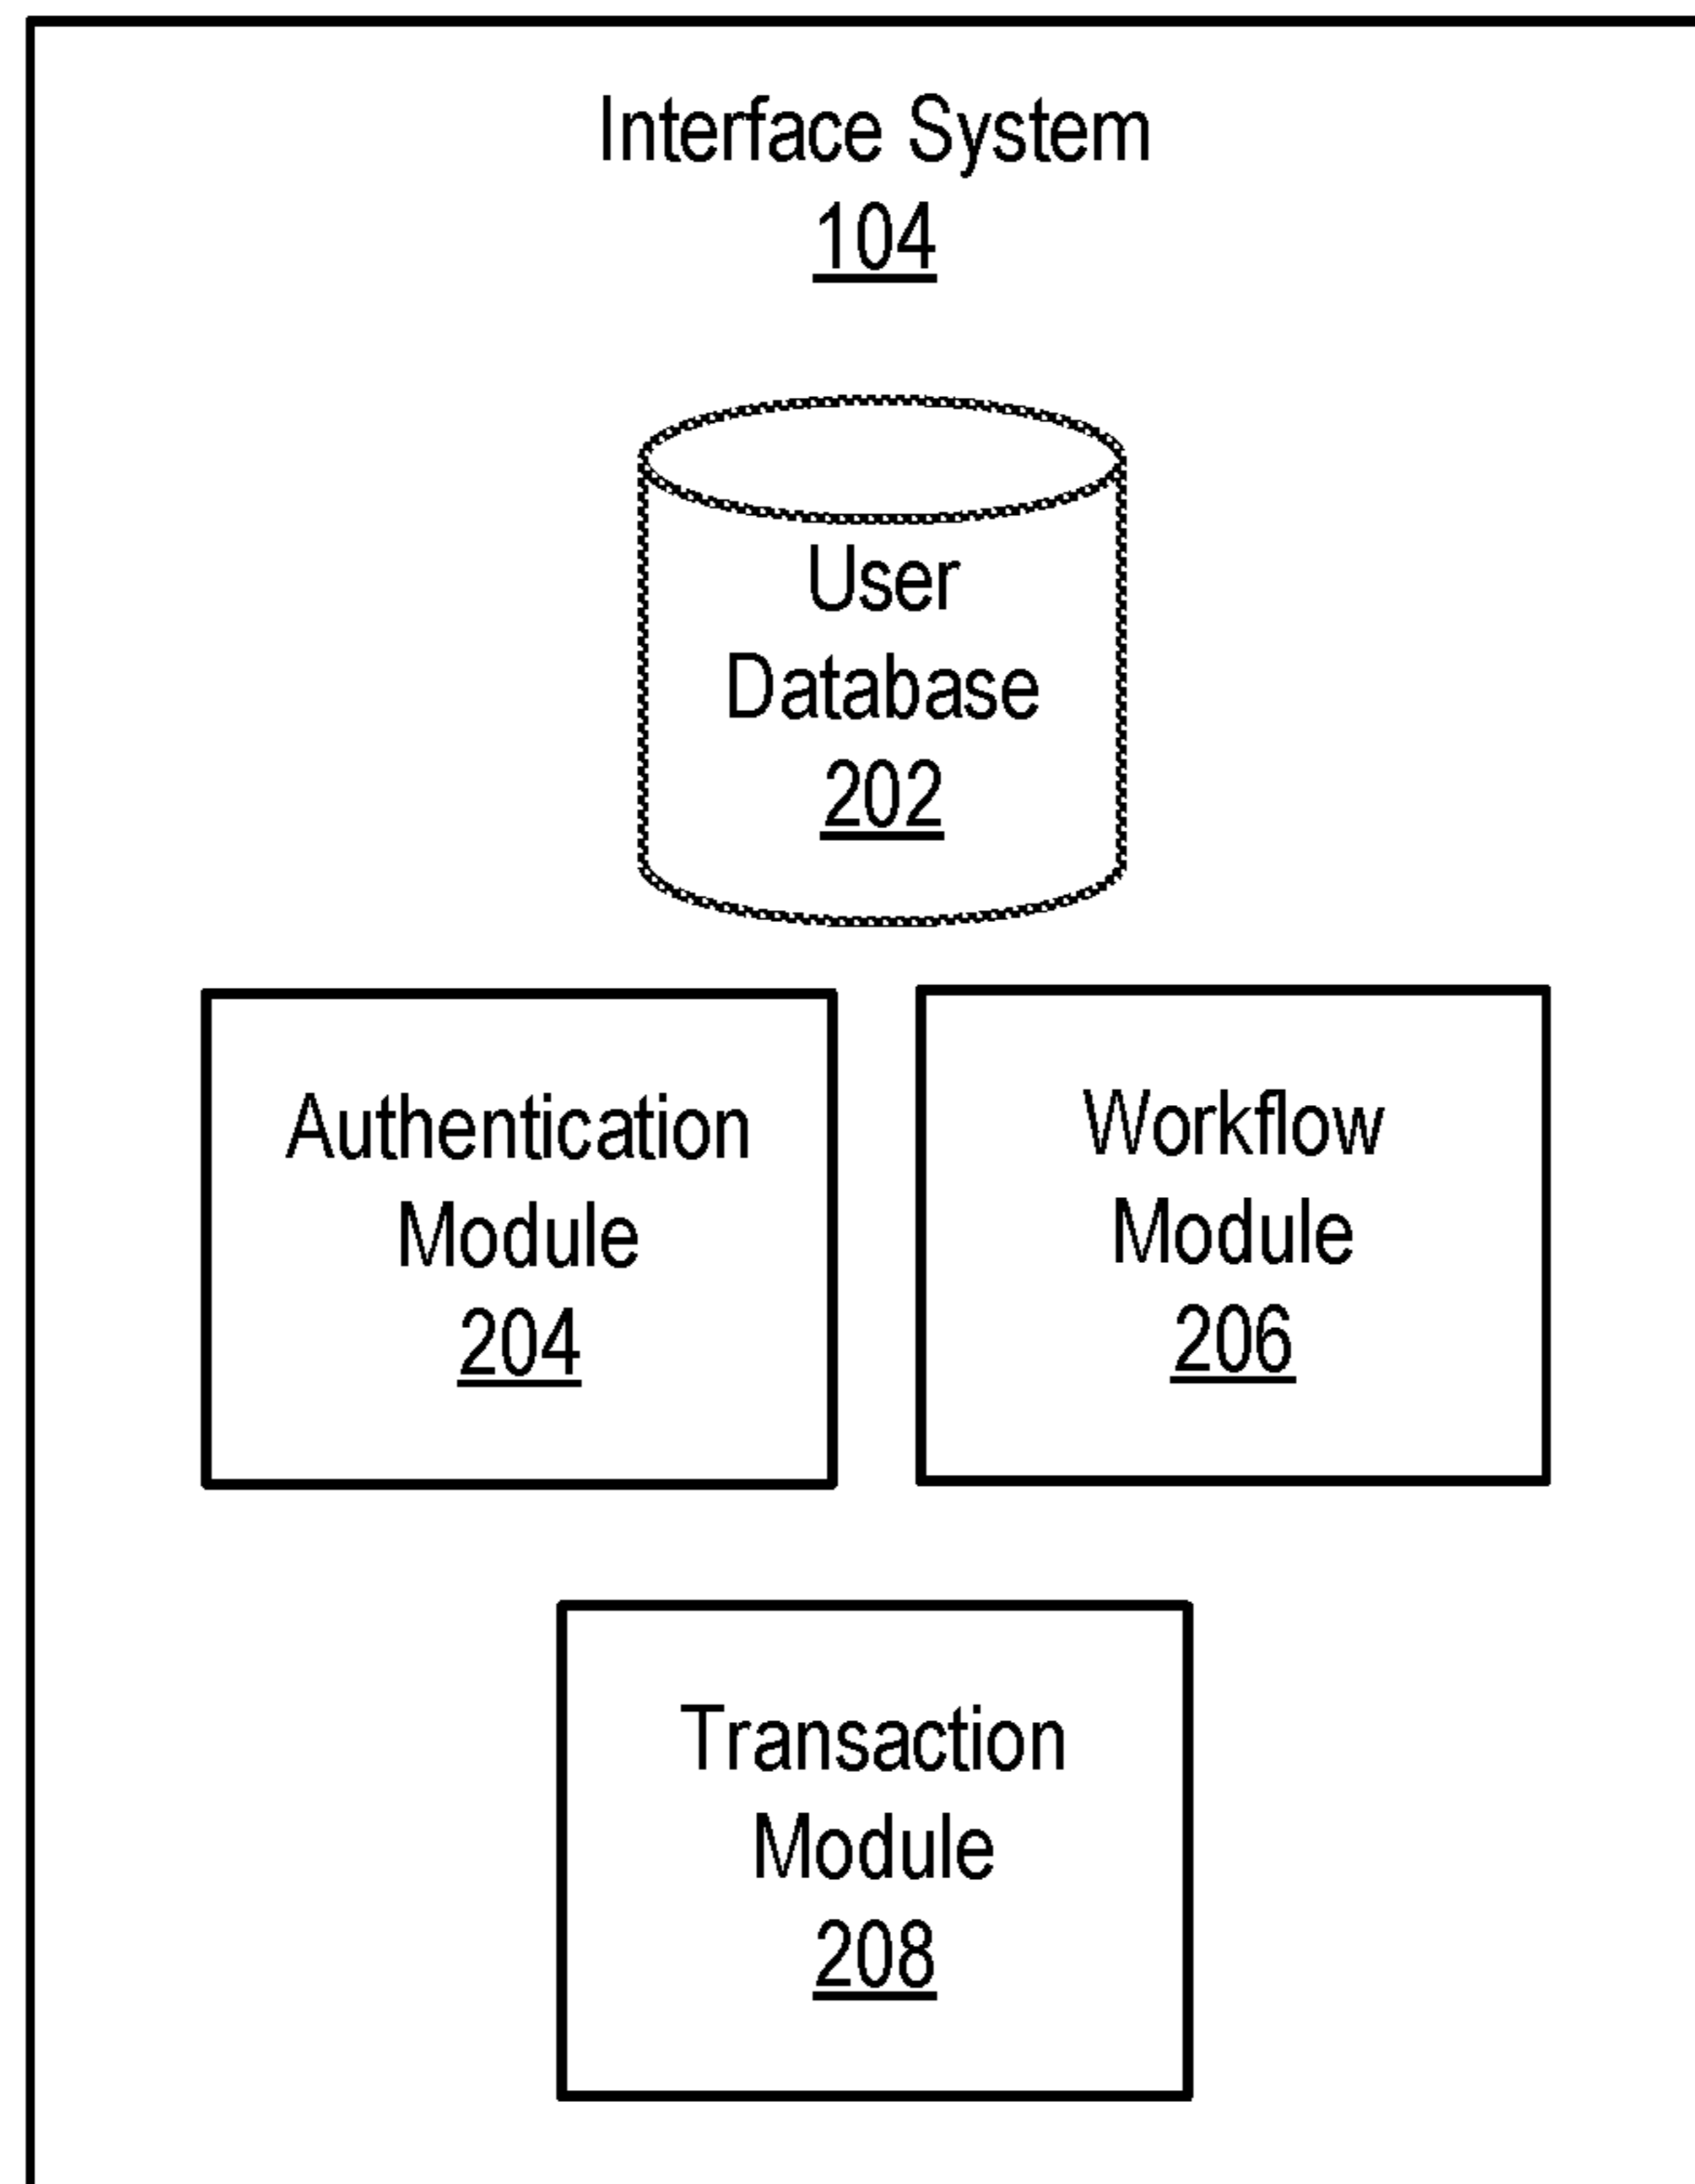 Interface System
104
User
Database
202
Authentication
Module
204
Workflow
Module
206
Transaction
Module
208